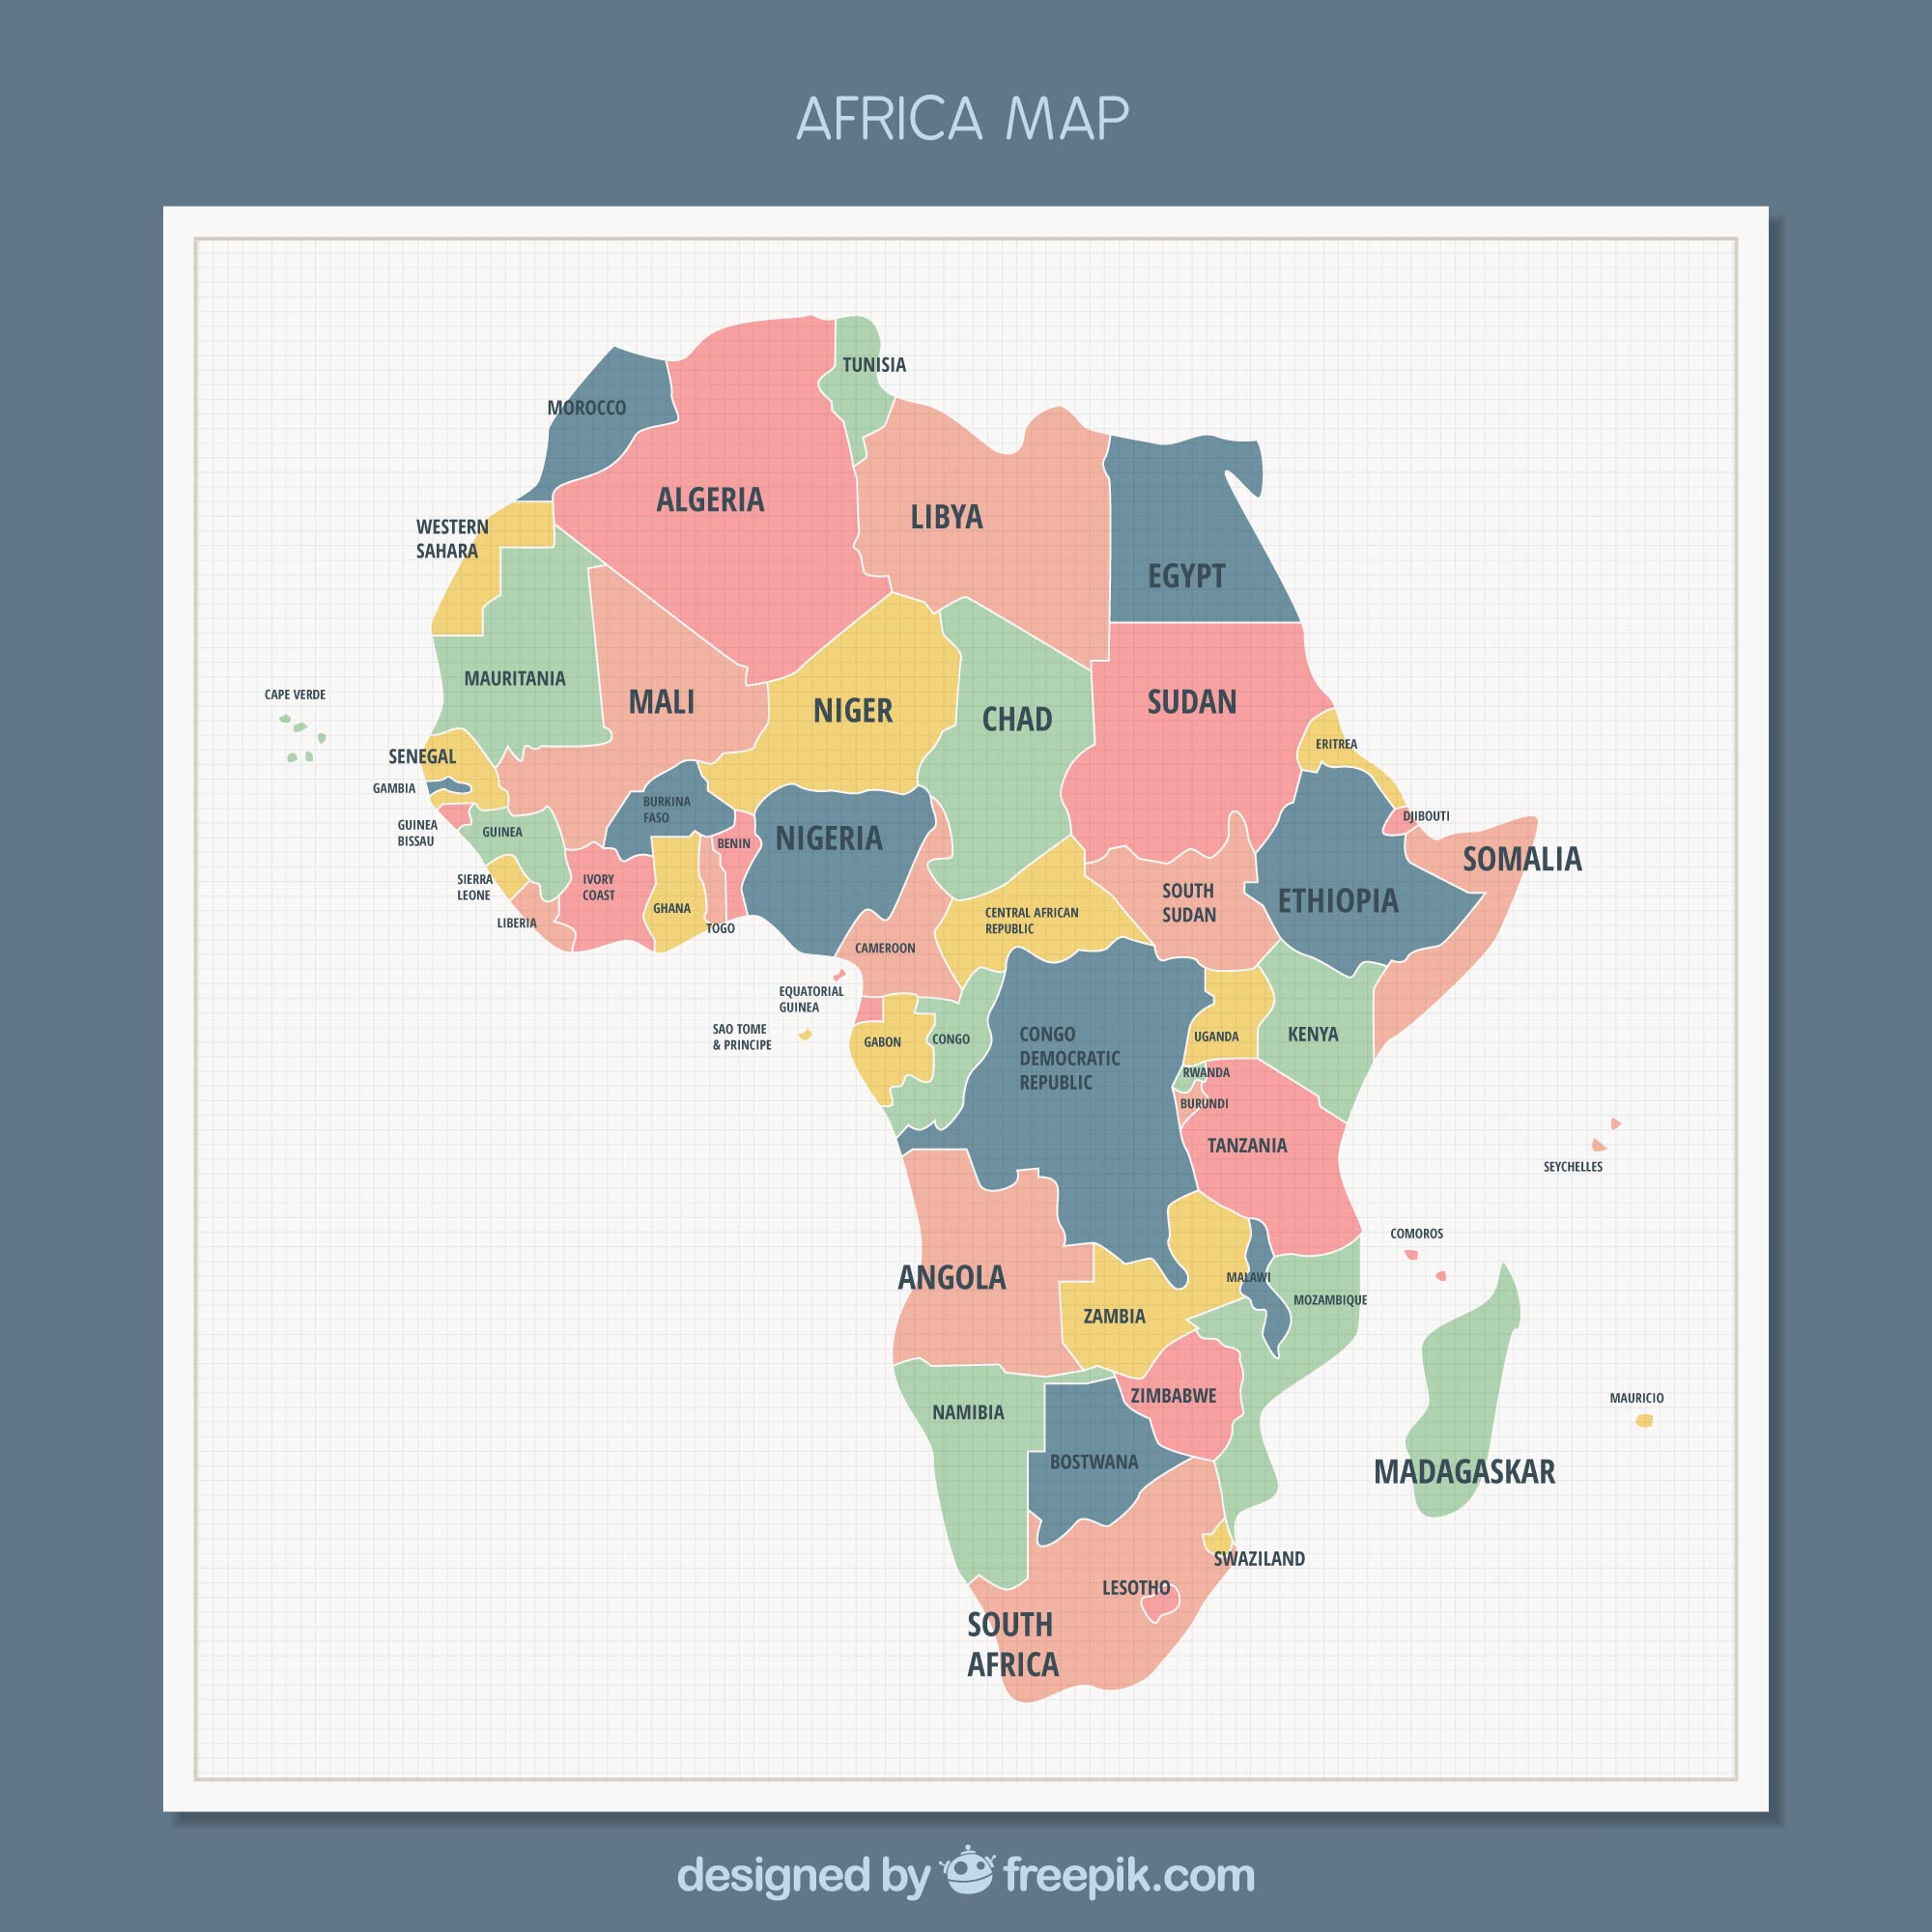 AFRICA MAP
TUNISIA
MOROCCO
ALGERIA
LIBYA
WESTERN
SAHARA
EGYPT
MAURITANIA
CAPE VERDE
MALI
NIGER
CHAD
SUDAN
ERITREA
SENEGAL
GAMBIA
BURKINA
FASO
DJIBOUTI
GUINEA
BISSAU
GUINEA
BENIN
NIGERIA
SOMALIA
SIERRA
LEONE
IVORY
COAST
GHANA
SOUTH
SUDAN
ETHIOPIA
LIBERIA
TOGO
CENTRAL AFRICAN
REPUBLIC
CAMEROON
EQUATORIAL
GUINEA
SAO TOME
& PRINCIPE
GABON
CONGO
CONGO
DEMOCRATIC
REPUBLIC
UGANDA
KENYA
RWANDA
BURUNDI
TANZANIA
SEYCHELLES
COMOROS
ANGOLA
MALAWI
MOZAMBIQUE
ZAMBIA
ZIMBABWE
MAURICIO
NAMIBIA
BOSTWANA
MADAGASKAR
SWAZILAND
LESOTHO
SOUTH
AFRICA
designed by freepik.com